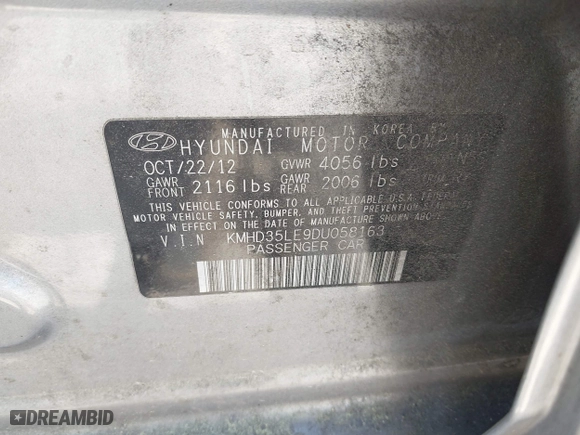 MANUFACTURED IN KOREA BY
HYUNDAI MOTOR COMPANY
OCT/22/12 GVWR 4056 lbs
GAWR FRONT 2116 lbs GAWR REAR 2006 lbs
THIS VEHICLE CONFORMS TO ALL APPLICABLE U.S.A. FEDERAL
MOTOR VEHICLE SAFETY, BUMPER, AND THEFT PREVENTION STANDARDS
IN EFFECT ON THE DATE OF MANUFACTURE SHOWN ABOVE.
V.I.N KMHD35LE9DU058163
PASSENGER CAR
DREAMBID